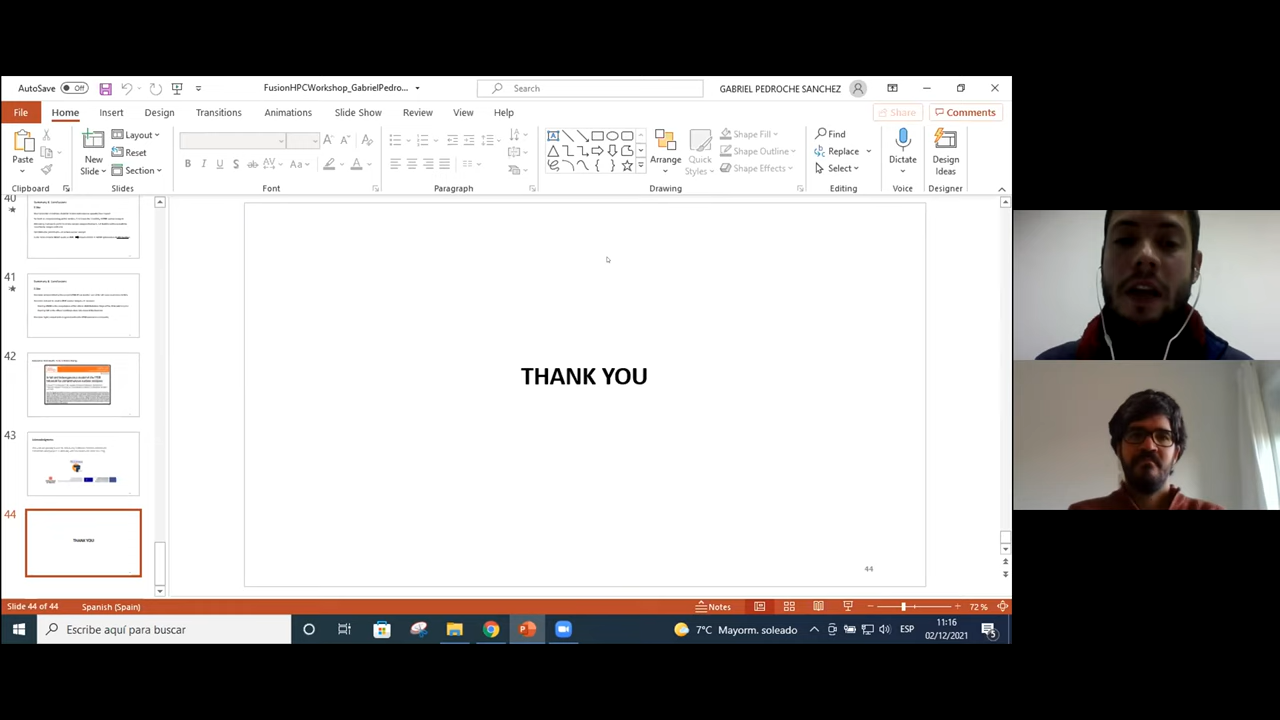 AutoSave Off
FusionHPCWorkshop_GabrielPedro...
Search
GABRIEL PEDROCHE SANCHEZ
File Home Insert Design Transitions Animations Slide Show Review View Help
Share Comments
Paste
New
Slide
Layout
Reset
Section
Arrange
Quick
Styles
Shape Fill
Shape Outline
Shape Effects
Find
Replace
Select
Dictate
Design
Ideas
Clipboard Slides Font Paragraph Drawing Editing Voice Designer
40
41
42
43
44
THANK YOU
THANK YOU
44
Slide 44 of 44 Spanish (Spain) Notes 72 %
Escribe aquí para buscar
7°C Mayorm. soleado
ESP
11:16
02/12/2021
5